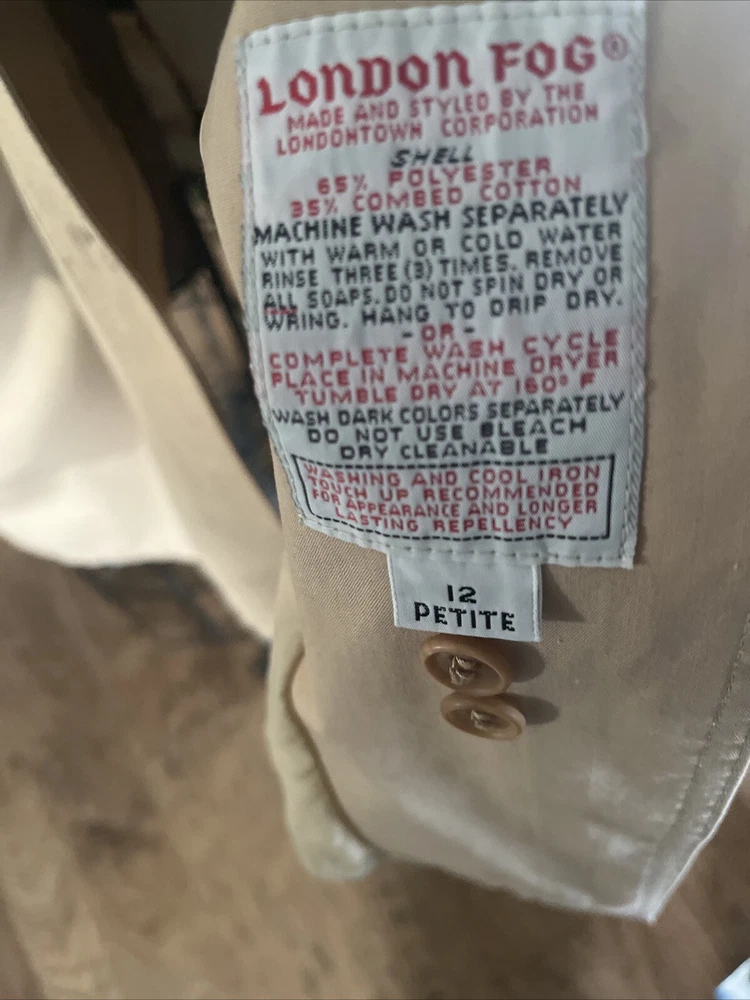 LONDON FOG®
MADE AND STYLED BY THE
LONDONTOWN CORPORATION
SHELL
65% POLYESTER
35% COMBED COTTON
MACHINE WASH SEPARATELY
WITH WARM OR COLD WATER
RINSE THREE (3) TIMES. REMOVE
ALL SOAPS. DO NOT SPIN DRY OR
WRING. HANG TO DRIP DRY.
- OR -
COMPLETE WASH CYCLE
PLACE IN MACHINE DRYER
TUMBLE DRY AT 160° F
WASH DARK COLORS SEPARATELY
DO NOT USE BLEACH
DRY CLEANABLE
WASHING AND COOL IRON
TOUCH UP RECOMMENDED
FOR APPEARANCE AND LONGER
LASTING REPELLENCY
12
PETITE